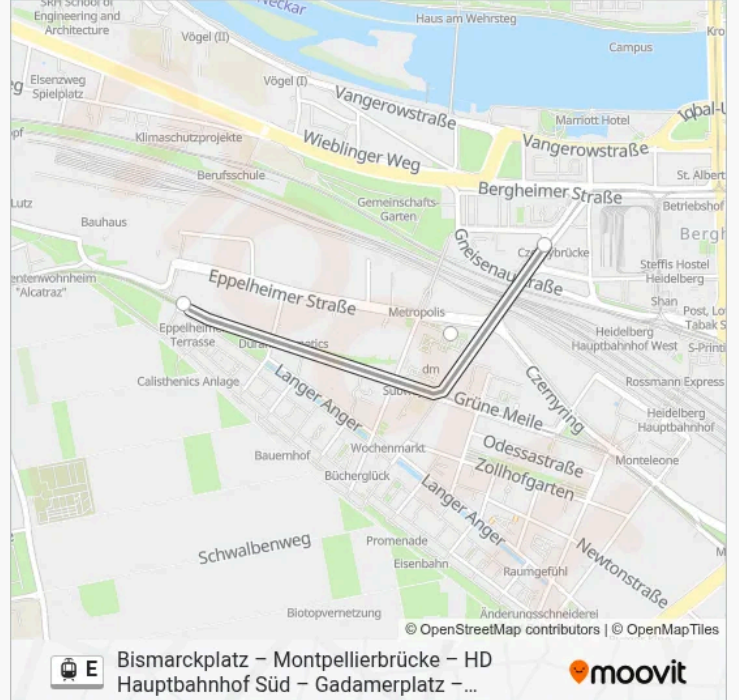 SRH School of
Engineering and
Architecture
Neckar
Haus am Wehrsteg
Vögel (II)
Campus
Elsenzweg
Spielplatz
Vögel (I)
Vangerowstraße
Marriott Hotel
Klimaschutzprojekte
Wieblinger Weg
Vangerowstraße
Berufsschule
St. Albert
Bergheimer Straße
Gemeinschafts-
Garten
Betriebshof
Bauhaus
Gneisenaustraße
Steffis Hostel
Heidelberg
"Alcatraz"
Eppelheimer Straße
Shan
Metropolis
Heidelberg
Hauptbahnhof West
Terrasse
dm
Calisthenics Anlage
Langer Anger
Czernyring
Rossmann Express
Grüne Meile
Heidelberg
Hauptbahnhof
Odessastraße
Wochenmarkt
Bauernhof
Zollhofgarten
Monteleone
Bücherglück
Langer Anger
Schwalbenweg
Promenade
Eisenbahn
Raumgefühl
Newtonstraße
Biotopvernetzung
Änderungsschneiderei
© OpenStreetMap contributors | © OpenMapTiles
E
Bismarckplatz – Montpellierbrücke – HD
Hauptbahnhof Süd – Gadamerplatz –...
moovit